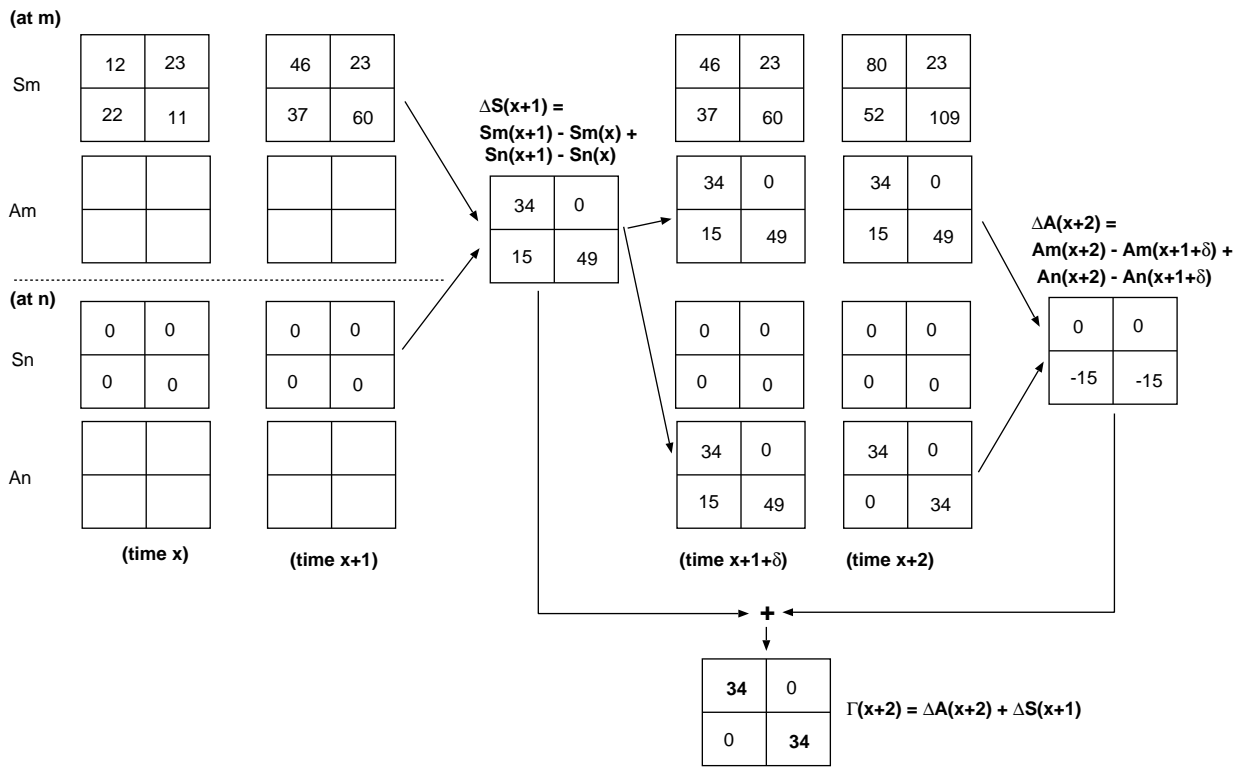 (at m)
Sm
12 23
22 11
46 23
37 60
Am
(at n)
Sn
0 0
0 0
0 0
0 0
An
(time x)
(time x+1)
ΔS(x+1) =
Sm(x+1) - Sm(x) +
Sn(x+1) - Sn(x)
34 0
15 49
46 23
37 60
80 23
52 109
34 0
15 49
34 0
15 49
0 0
0 0
0 0
0 0
34 0
15 49
34 0
0 34
(time x+1+δ)
(time x+2)
ΔA(x+2) =
Am(x+2) - Am(x+1+δ) +
An(x+2) - An(x+1+δ)
0 0
-15 -15
+
34 0
0 34
Γ(x+2) = ΔA(x+2) + ΔS(x+1)